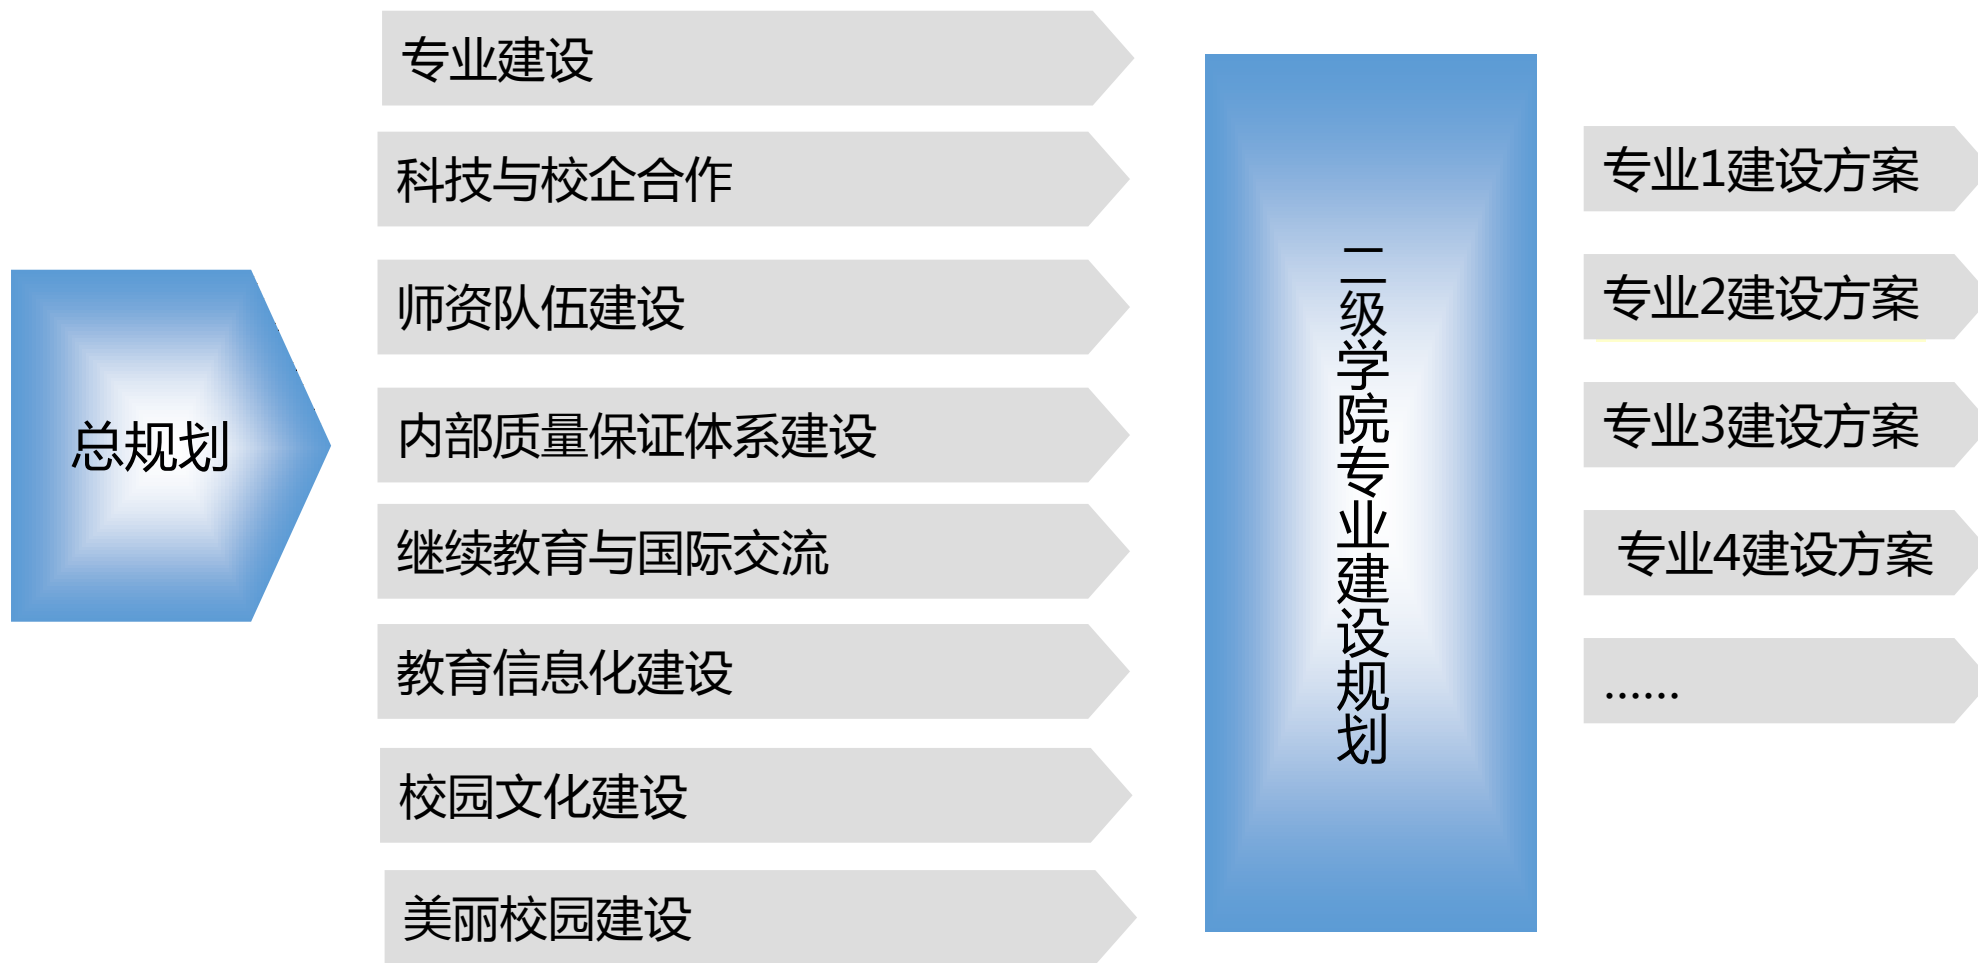 总规划
专业建设
科技与校企合作
师资队伍建设
内部质量保证体系建设
继续教育与国际交流
教育信息化建设
校园文化建设
美丽校园建设
二级学院专业建设规划
专业1建设方案
专业2建设方案
专业3建设方案
专业4建设方案
……